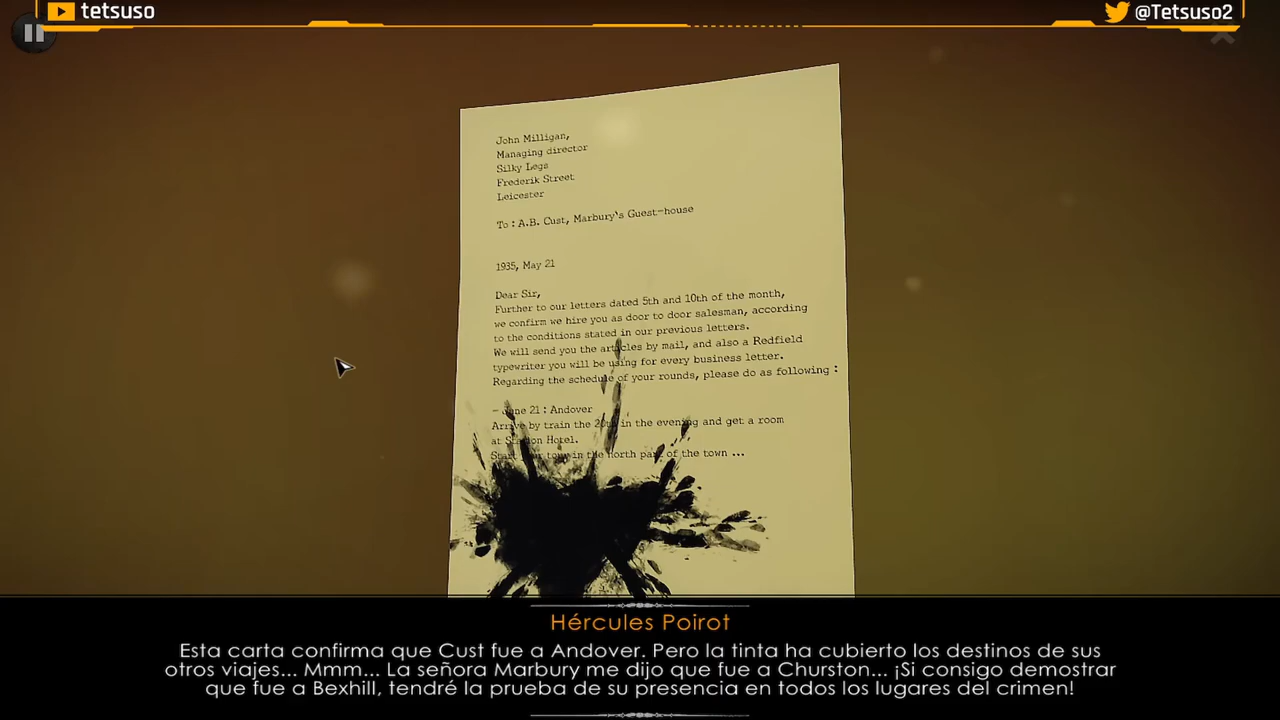 tetsuso
@Tetsuso2
John Milligan,
Managing director
Silky Legs
Frederik Street
Leicester
To : A.B. Cust, Marbury's Guest-house
1935, May 21
Dear Sir,
Further to our letters dated 5th and 10th of the month,
we confirm we hire you as door to door salesman, according
to the conditions stated in our previous letters.
We will send you the articles by mail, and also a Redfield
typewriter you will be using for every business letter.
Regarding the schedule of your rounds, please do as following :
- June 21 : Andover
Arrive by train the 20th in the evening and get a room
at Station Hotel.
Start your tour in the north part of the town ...
Hércules Poirot
Esta carta confirma que Cust fue a Andover. Pero la tinta ha cubierto los destinos de sus
otros viajes... Mmm... La señora Marbury me dijo que fue a Churston... ¡Si consigo demostrar
que fue a Bexhill, tendré la prueba de su presencia en todos los lugares del crimen!